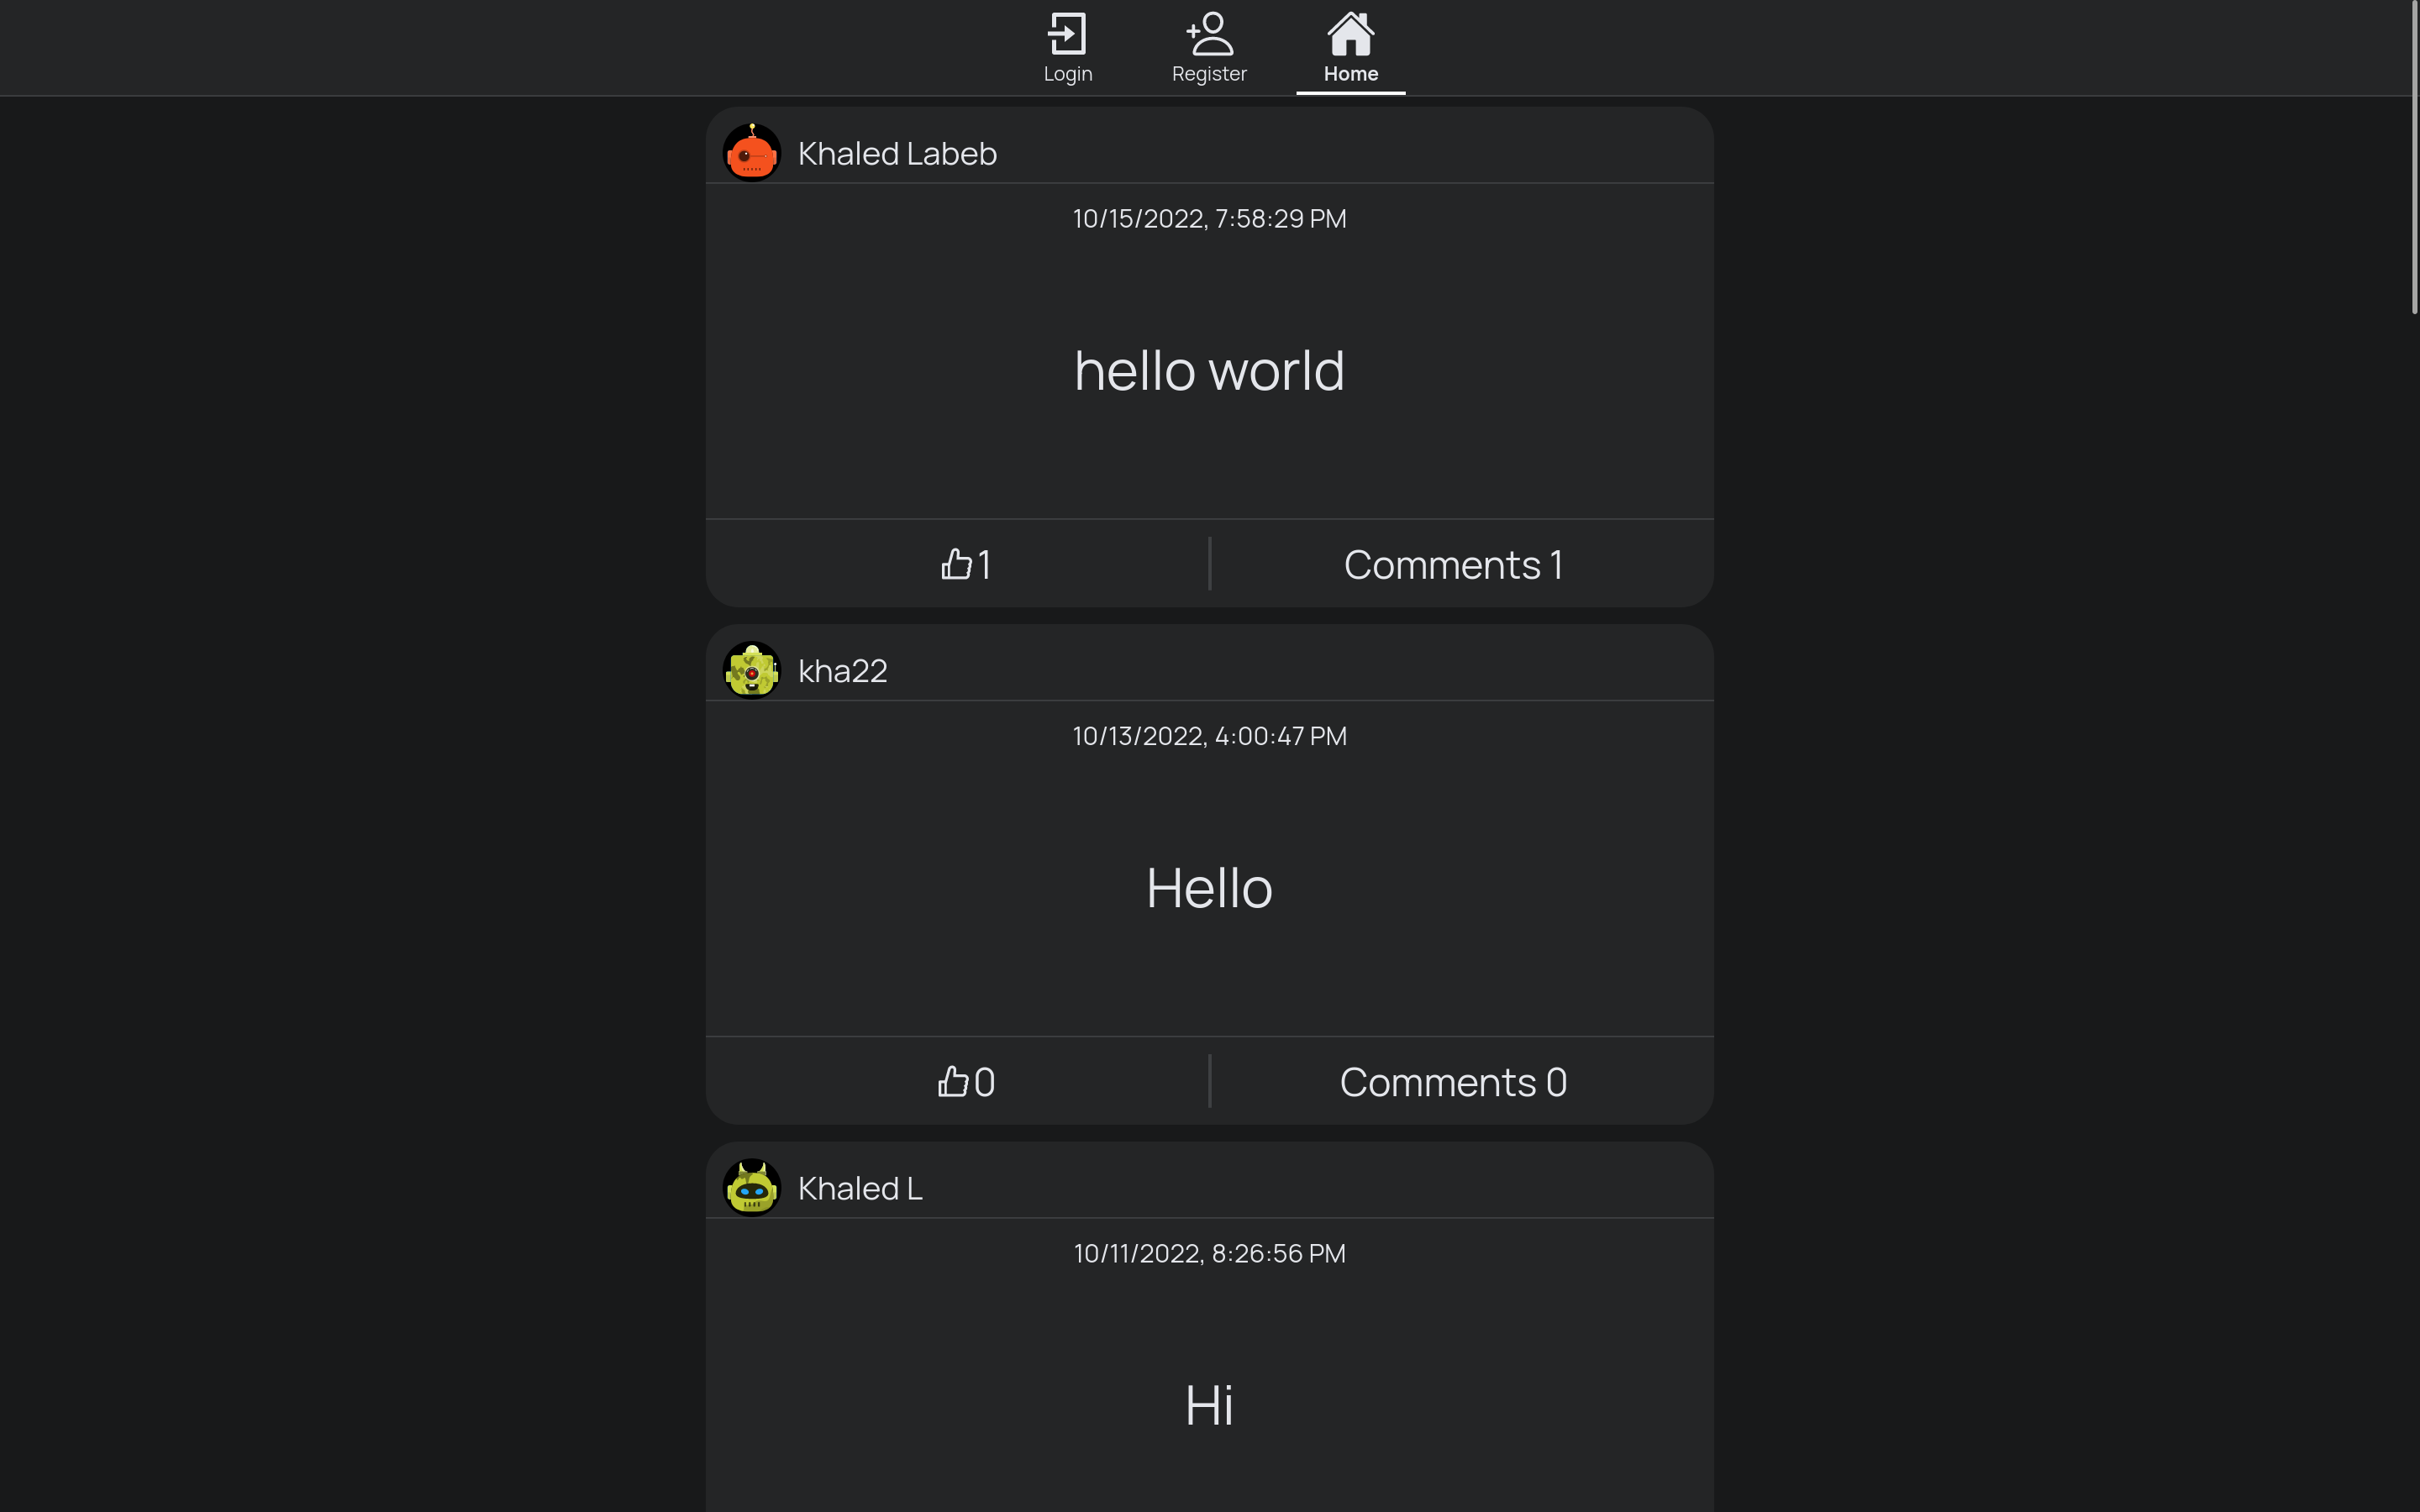 Login Register Home
Khaled Labeb
10/15/2022, 7:58:29 PM
hello world
1 Comments 1
kha22
10/13/2022, 4:00:47 PM
Hello
0 Comments 0
Khaled L
10/11/2022, 8:26:56 PM
Hi